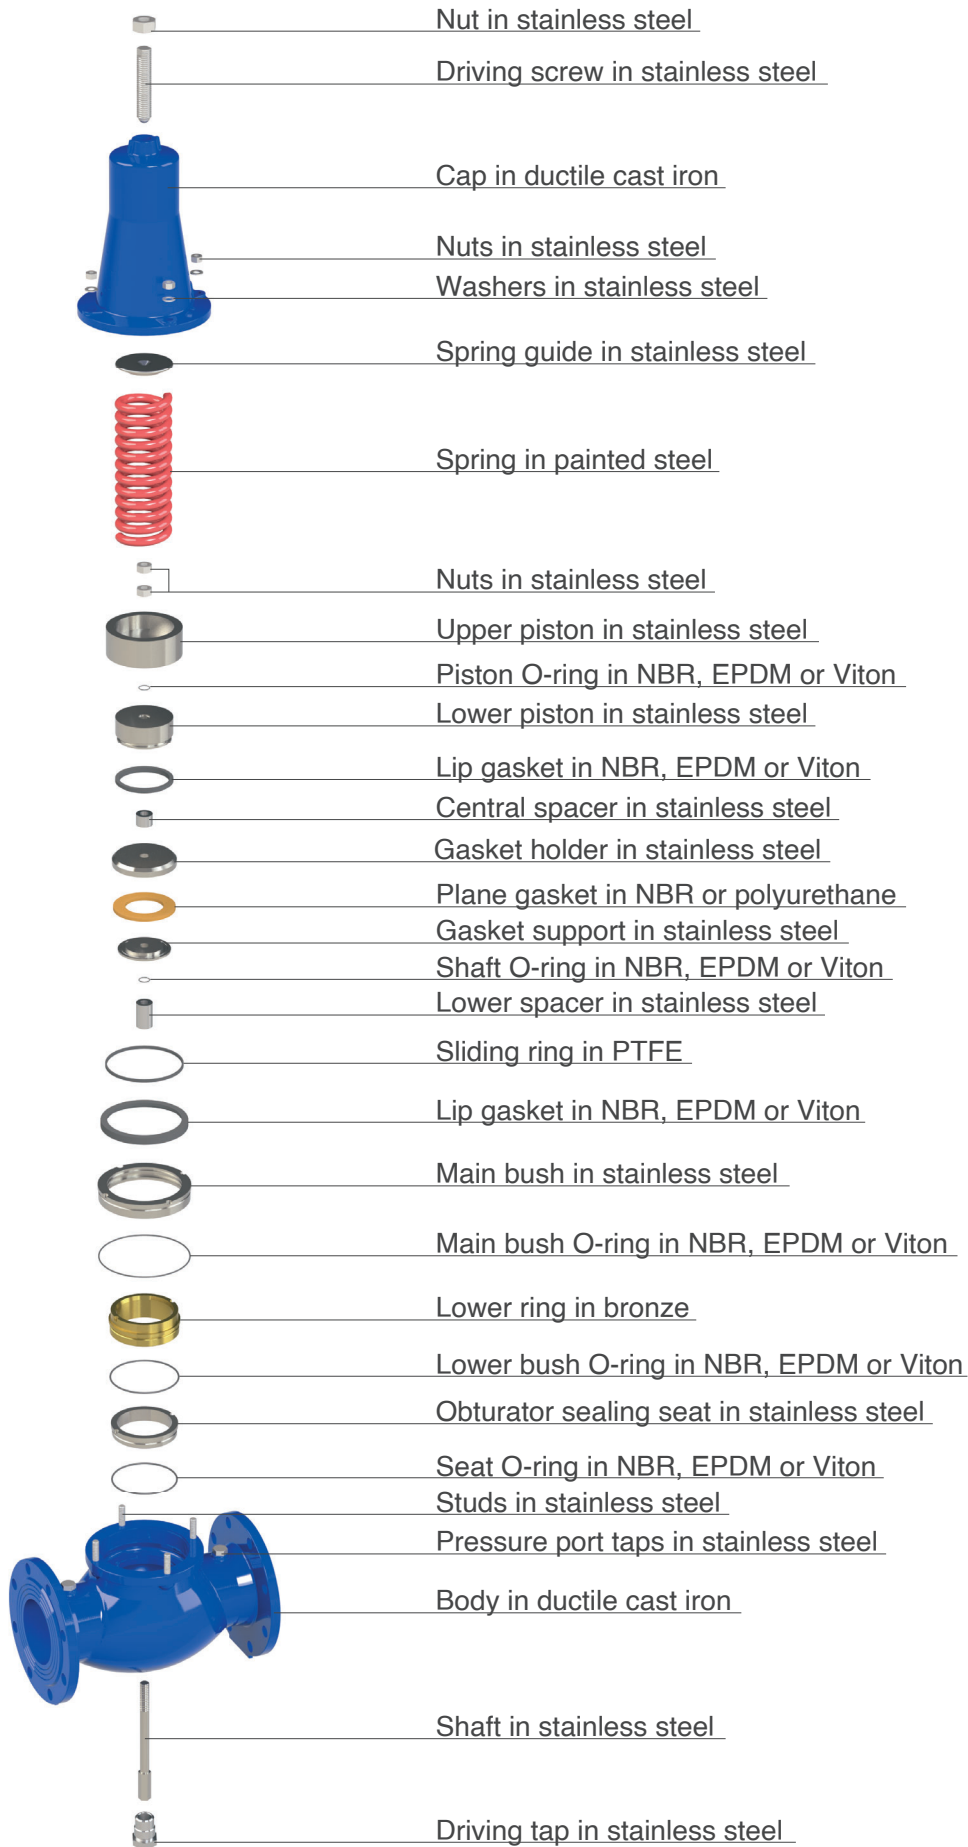 Nut in stainless steel
Driving screw in stainless steel
Cap in ductile cast iron
Nuts in stainless steel
Washers in stainless steel
Spring guide in stainless steel
Spring in painted steel
Nuts in stainless steel
Upper piston in stainless steel
Piston O-ring in NBR, EPDM or Viton
Lower piston in stainless steel
Lip gasket in NBR, EPDM or Viton
Central spacer in stainless steel
Gasket holder in stainless steel
Plane gasket in NBR or polyurethane
Gasket support in stainless steel
Shaft O-ring in NBR, EPDM or Viton
Lower spacer in stainless steel
Sliding ring in PTFE
Lip gasket in NBR, EPDM or Viton
Main bush in stainless steel
Main bush O-ring in NBR, EPDM or Viton
Lower ring in bronze
Lower bush O-ring in NBR, EPDM or Viton
Obturator sealing seat in stainless steel
Seat O-ring in NBR, EPDM or Viton
Studs in stainless steel
Pressure port taps in stainless steel
Body in ductile cast iron
Shaft in stainless steel
Driving tap in stainless steel